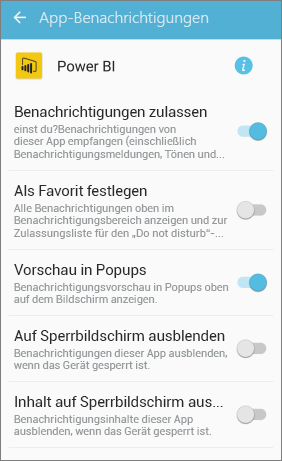 App-Benachrichtigungen
Power BI
Benachrichtigungen zulassen
einst du?Benachrichtigungen von
dieser App empfangen (einschließlich
Benachrichtigungsmeldungen, Tönen und...
Als Favorit festlegen
Alle Benachrichtigungen oben im
Benachrichtigungsbereich anzeigen und zur
Zulassungsliste für den „Do not disturb“-...
Vorschau in Popups
Benachrichtigungsvorschau in Popups oben
auf dem Bildschirm anzeigen.
Auf Sperrbildschirm ausblenden
Benachrichtigungen dieser App ausblenden,
wenn das Gerät gesperrt ist.
Inhalt auf Sperrbildschirm aus...
Benachrichtigungsinhalte dieser App
ausblenden, wenn das Gerät gesperrt ist.